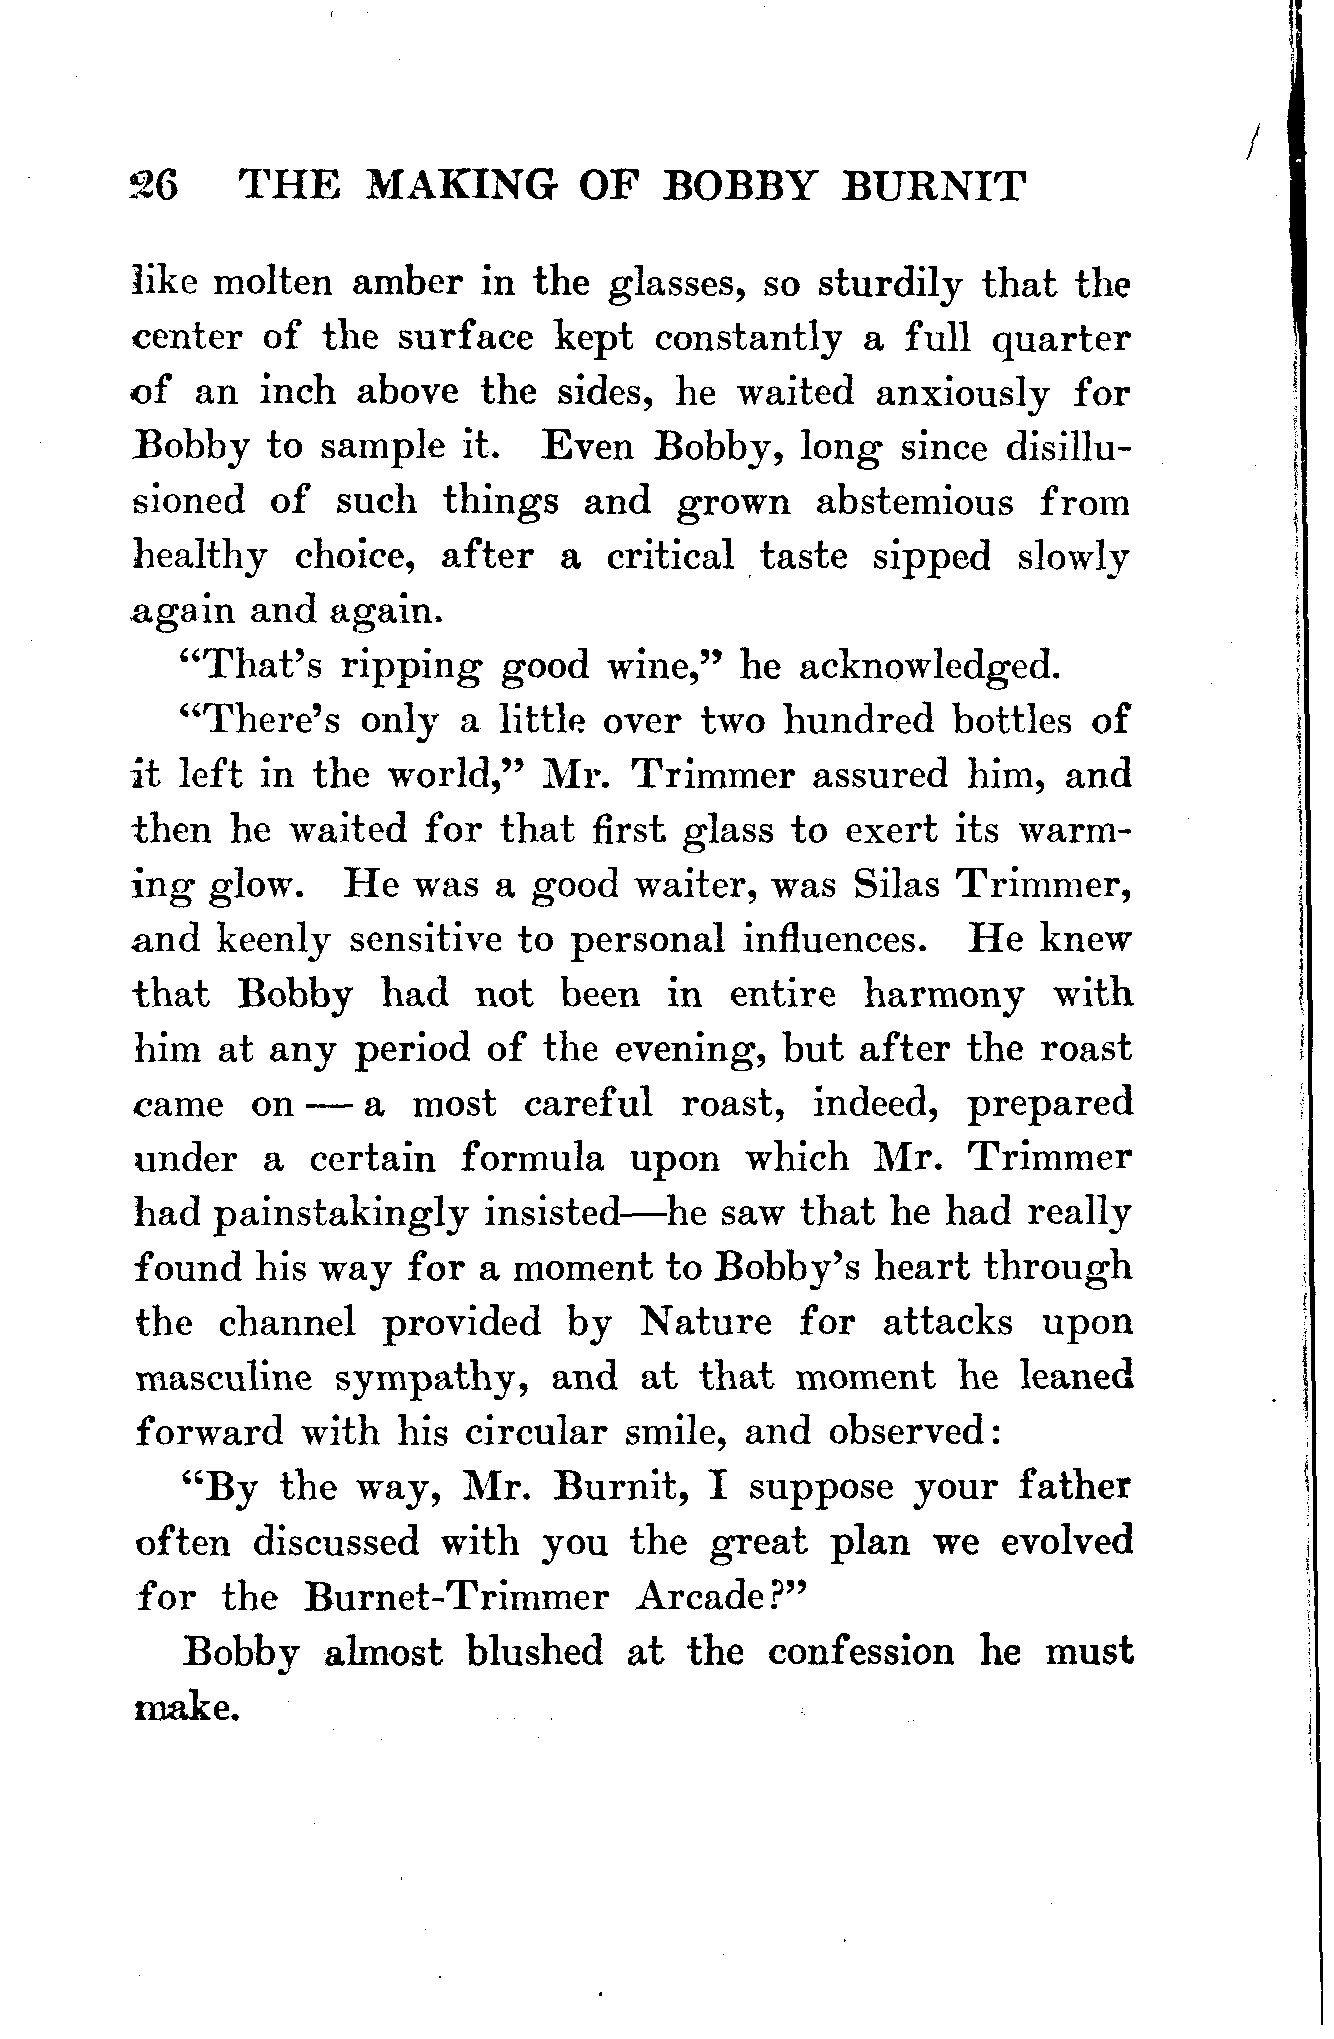 26 THE MAKING OF BOBBY BURNIT
like molten amber in the glasses, so sturdily that the
center of the surface kept constantly a full quarter
of an inch above the sides, he waited anxiously for
Bobby to sample it. Even Bobby, long since disillu-
sioned of such things and grown abstemious from
healthy choice, after a critical taste sipped slowly
again and again.
“That’s ripping good wine,” he acknowledged.
“There’s only a little over two hundred bottles of
it left in the world,” Mr. Trimmer assured him, and
then he waited for that first glass to exert its warm-
ing glow. He was a good waiter, was Silas Trimmer,
and keenly sensitive to personal influences. He knew
that Bobby had not been in entire harmony with
him at any period of the evening, but after the roast
came on — a most careful roast, indeed, prepared
under a certain formula upon which Mr. Trimmer
had painstakingly insisted—he saw that he had really
found his way for a moment to Bobby’s heart through
the channel provided by Nature for attacks upon
masculine sympathy, and at that moment he leaned
forward with his circular smile, and observed:
“By the way, Mr. Burnit, I suppose your father
often discussed with you the great plan we evolved
for the Burnet-Trimmer Arcade?”
Bobby almost blushed at the confession he must
make.